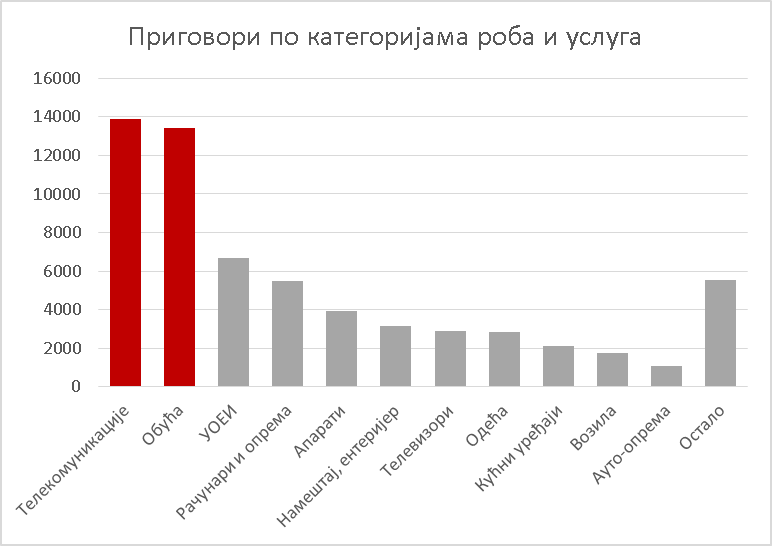 Приговори по категоријама роба и услуга
16000
14000
12000
10000
8000
6000
4000
2000
0
Телекомуникације
Обућа
УОЕИ
Рачунари и опрема
Апарати
Намештај, ентеријер
Телевизори
Одећа
Кућни уређаји
Возила
Ауто-опрема
Остало